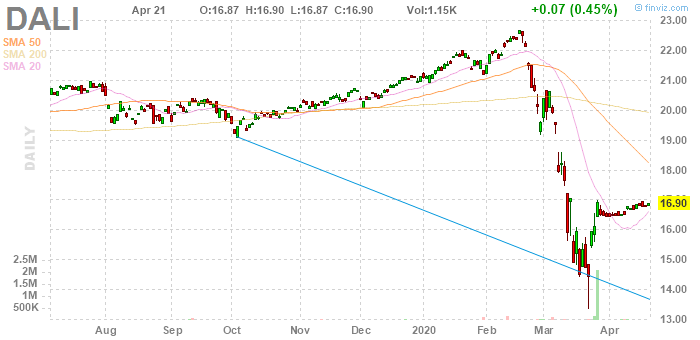 DALI
Apr 21
O:16.87 H:16.90 L:16.87 C:16.90
Vol:1.15K
+0.07 (0.45%)
© finviz.com
SMA 50
SMA 200
SMA 20
DAILY
23.00
22.00
21.00
20.00
19.00
18.00
17.00
16.90
16.00
15.00
14.00
13.00
2.5M
2M
1.5M
1M
500K
Aug
Sep
Oct
Nov
Dec
2020
Feb
Mar
Apr